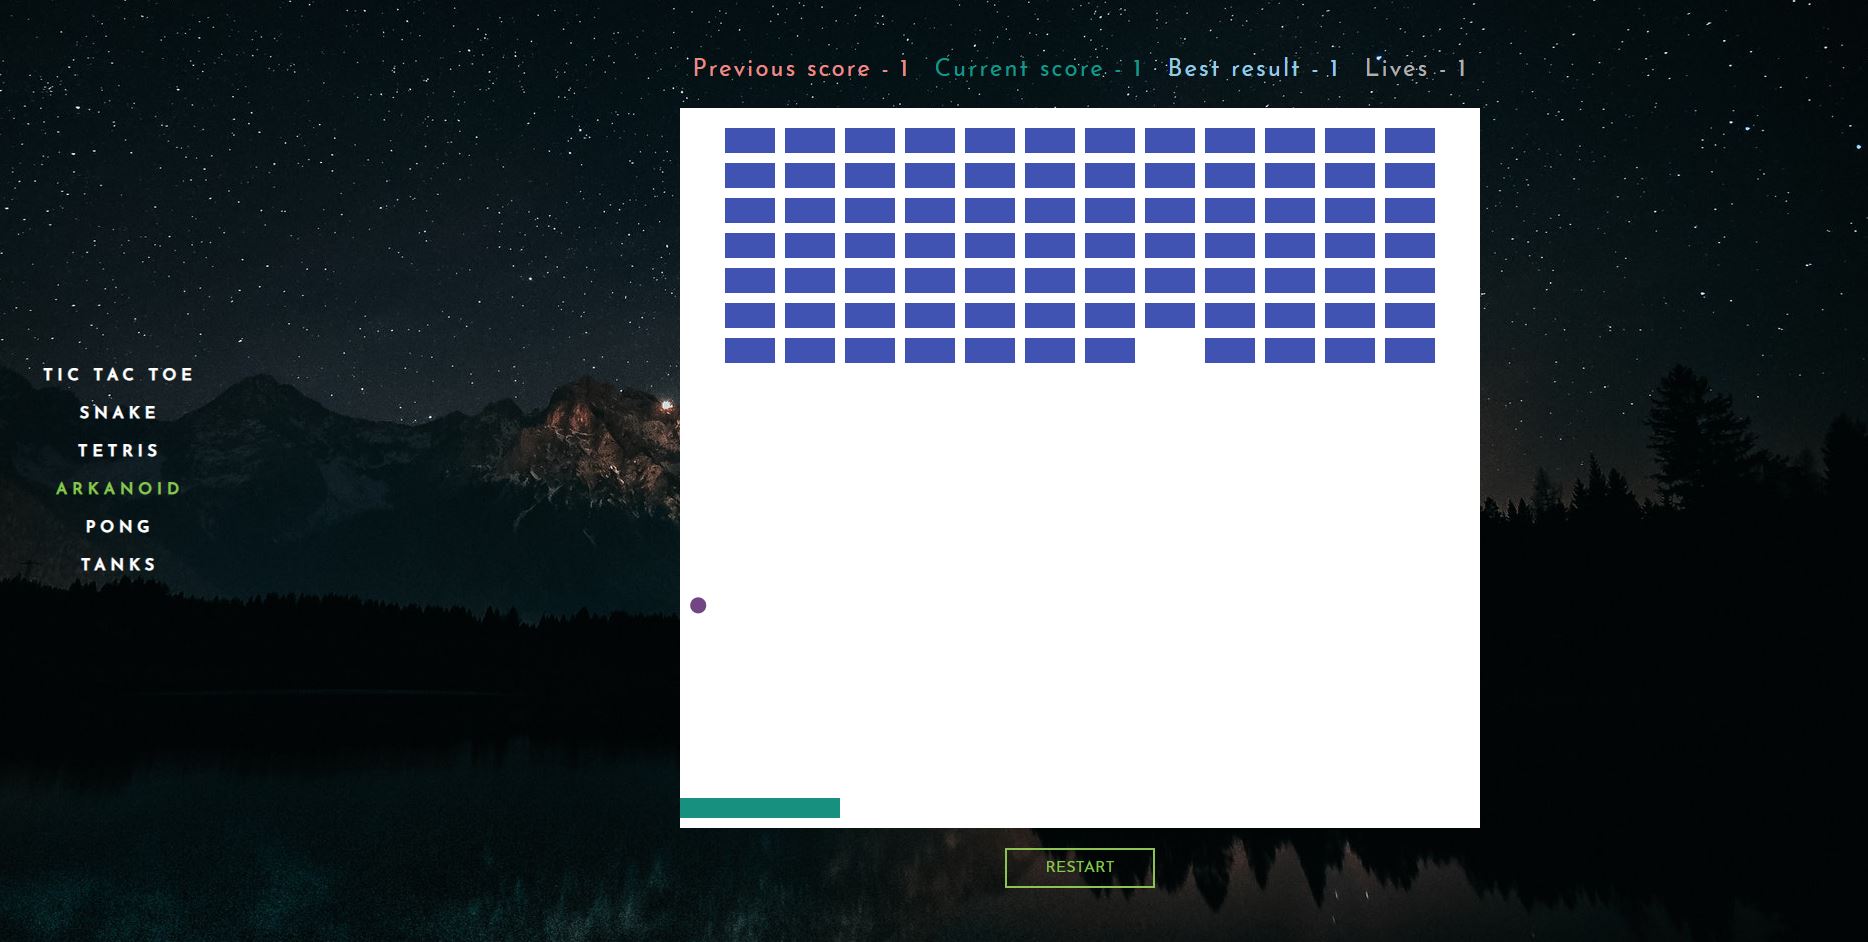 Previous score - 1 Current score - 1 Best result - 1 Lives - 1
TIC TAC TOE
SNAKE
TETRIS
ARKANOID
PONG
TANKS
RESTART